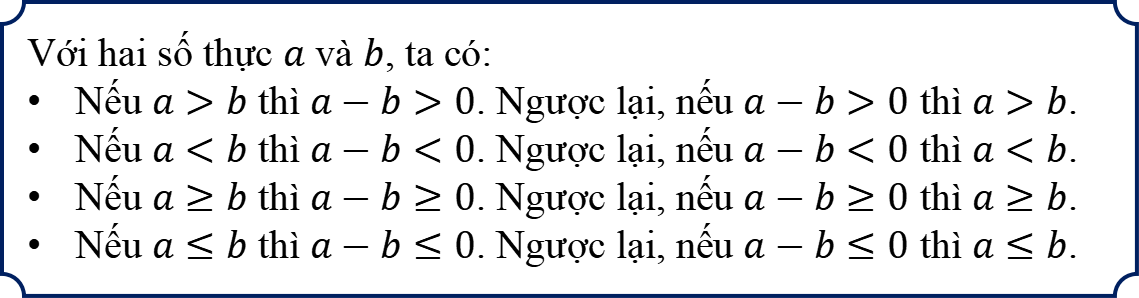 Với hai số thực a và b, ta có:
• Nếu a > b thì a − b > 0. Ngược lại, nếu a − b > 0 thì a > b.
• Nếu a < b thì a − b < 0. Ngược lại, nếu a − b < 0 thì a < b.
• Nếu a ≥ b thì a − b ≥ 0. Ngược lại, nếu a − b ≥ 0 thì a ≥ b.
• Nếu a ≤ b thì a − b ≤ 0. Ngược lại, nếu a − b ≤ 0 thì a ≤ b.